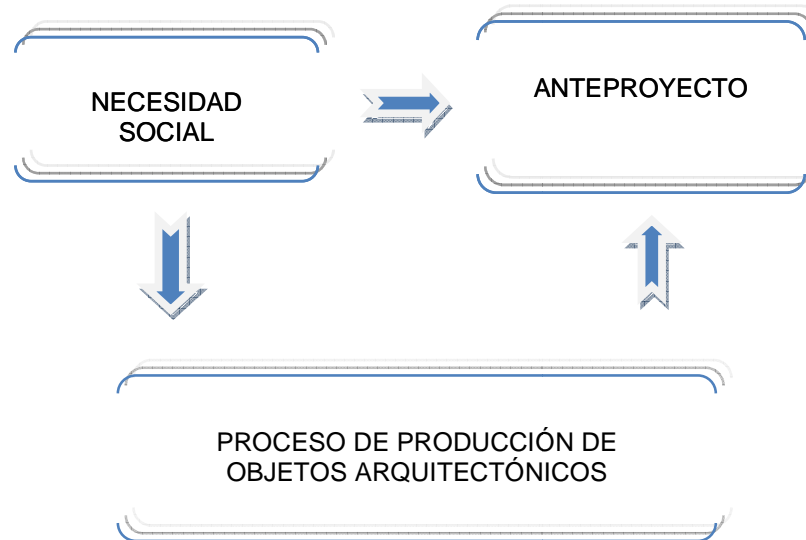 NECESIDAD
SOCIAL
ANTEPROYECTO
PROCESO DE PRODUCCIÓN DE
OBJETOS ARQUITECTÓNICOS